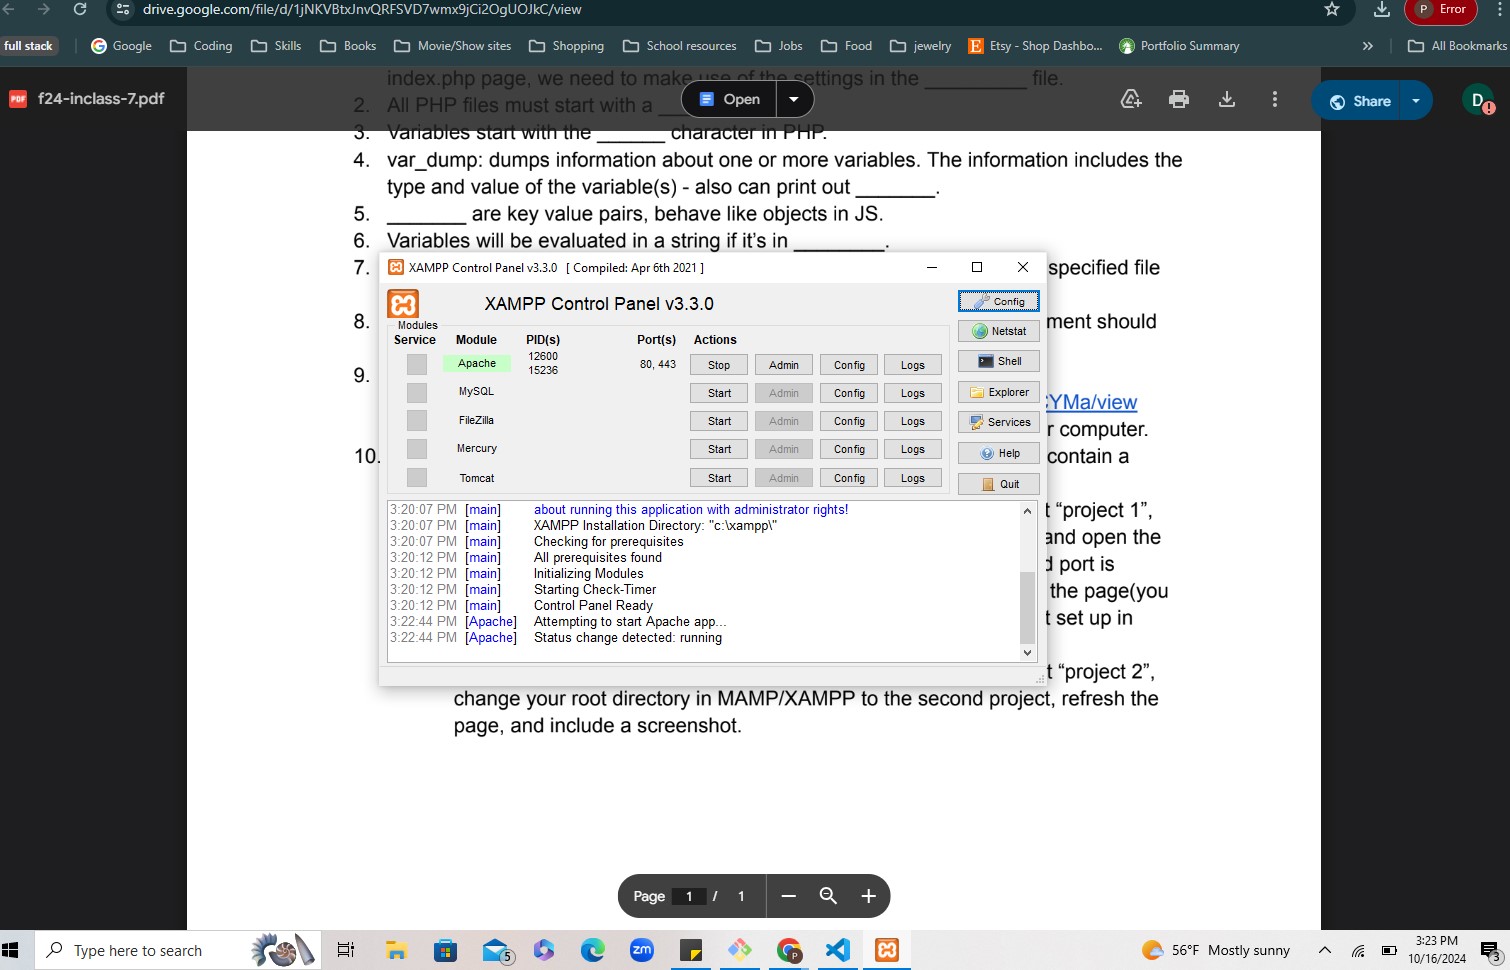 drive.google.com/file/d/1jNKVBtxJnvQRFSVD7wmx9jCi2OgUOJkC/view
P Error
full stack
Google Coding Skills Books Movie/Show sites Shopping School resources Jobs Food jewelry Etsy - Shop Dashbo... Portfolio Summary » All Bookmarks
PDF f24-inclass-7.pdf
Open
Share
D
index.php page, we need to make use of the settings in the _________ file.
2. All PHP files must start with a
3. Variables start with the ______ character in PHP.
4. var_dump: dumps information about one or more variables. The information includes the
type and value of the variable(s) - also can print out _______.
5. _______ are key value pairs, behave like objects in JS.
6. Variables will be evaluated in a string if it's in ________.
7. specified file
8. ment should
9.
CYMa/view
r computer.
10. contain a
t “project 1”,
and open the
d port is
the page(you
t set up in
t “project 2”,
change your root directory in MAMP/XAMPP to the second project, refresh the
page, and include a screenshot.
XAMPP Control Panel v3.3.0 [ Compiled: Apr 6th 2021 ]
XAMPP Control Panel v3.3.0
Modules
Service Module PID(s) Port(s) Actions
Apache 12600 15236 80, 443 Stop Admin Config Logs
MySQL Start Admin Config Logs
FileZilla Start Admin Config Logs
Mercury Start Admin Config Logs
Tomcat Start Admin Config Logs
Config
Netstat
Shell
Explorer
Services
Help
Quit
3:20:07 PM [main] about running this application with administrator rights!
3:20:07 PM [main] XAMPP Installation Directory: "c:\xampp\"
3:20:07 PM [main] Checking for prerequisites
3:20:12 PM [main] All prerequisites found
3:20:12 PM [main] Initializing Modules
3:20:12 PM [main] Starting Check-Timer
3:20:12 PM [main] Control Panel Ready
3:22:44 PM [Apache] Attempting to start Apache app...
3:22:44 PM [Apache] Status change detected: running
Page 1 / 1
Type here to search
5
zm
P
56°F Mostly sunny
3:23 PM
10/16/2024
3